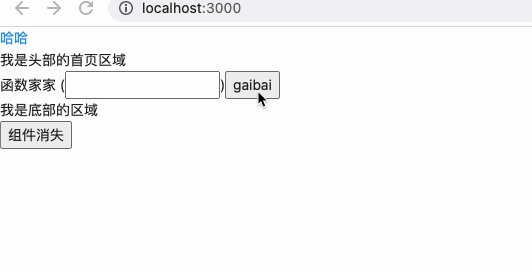 localhost:3000
哈哈
我是头部的首页区域
函数家家 ( ) gaibai
我是底部的区域
组件消失